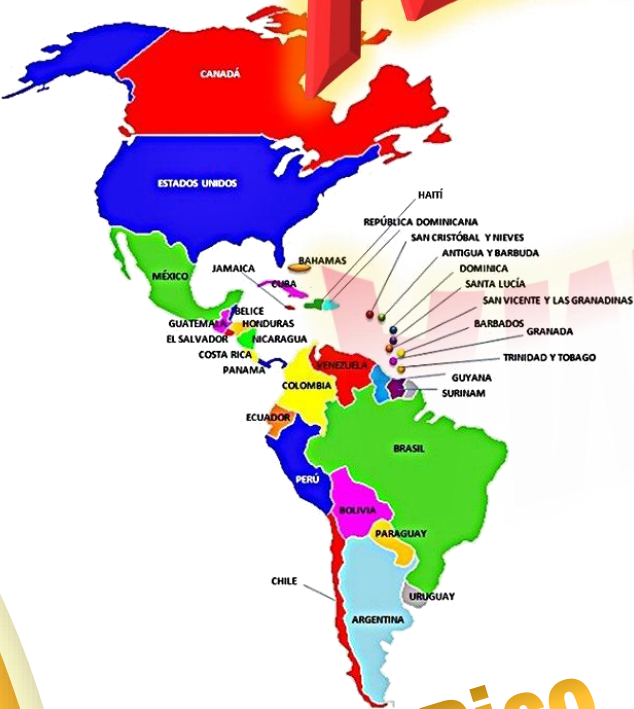 CANADÁ
ESTADOS UNIDOS
HAITÍ
REPÚBLICA DOMINICANA
SAN CRISTÓBAL Y NIEVES
ANTIGUA Y BARBUDA
BAHAMAS
JAMAICA
DOMINICA
MÉXICO
CUBA
SANTA LUCÍA
SAN VICENTE Y LAS GRANADINAS
BELICE
GUATEMALA
HONDURAS
BARBADOS
GRANADA
EL SALVADOR
NICARAGUA
COSTA RICA
TRINIDAD Y TOBAGO
PANAMA
VENEZUELA
GUYANA
COLOMBIA
SURINAM
ECUADOR
BRASIL
PERÚ
BOLIVIA
PARAGUAY
CHILE
URUGUAY
ARGENTINA
Rico